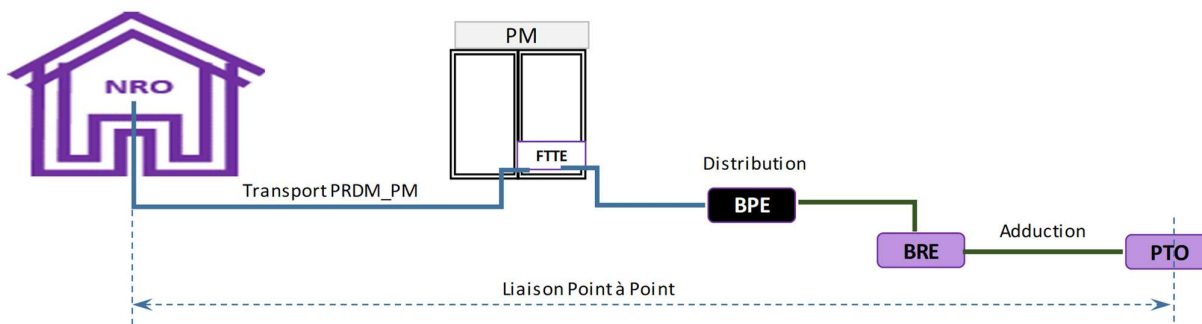 PM
NRO
FTTE
Distribution
Transport PRDM_PM
BPE
Adduction
BRE
PTO
Liaison Point à Point